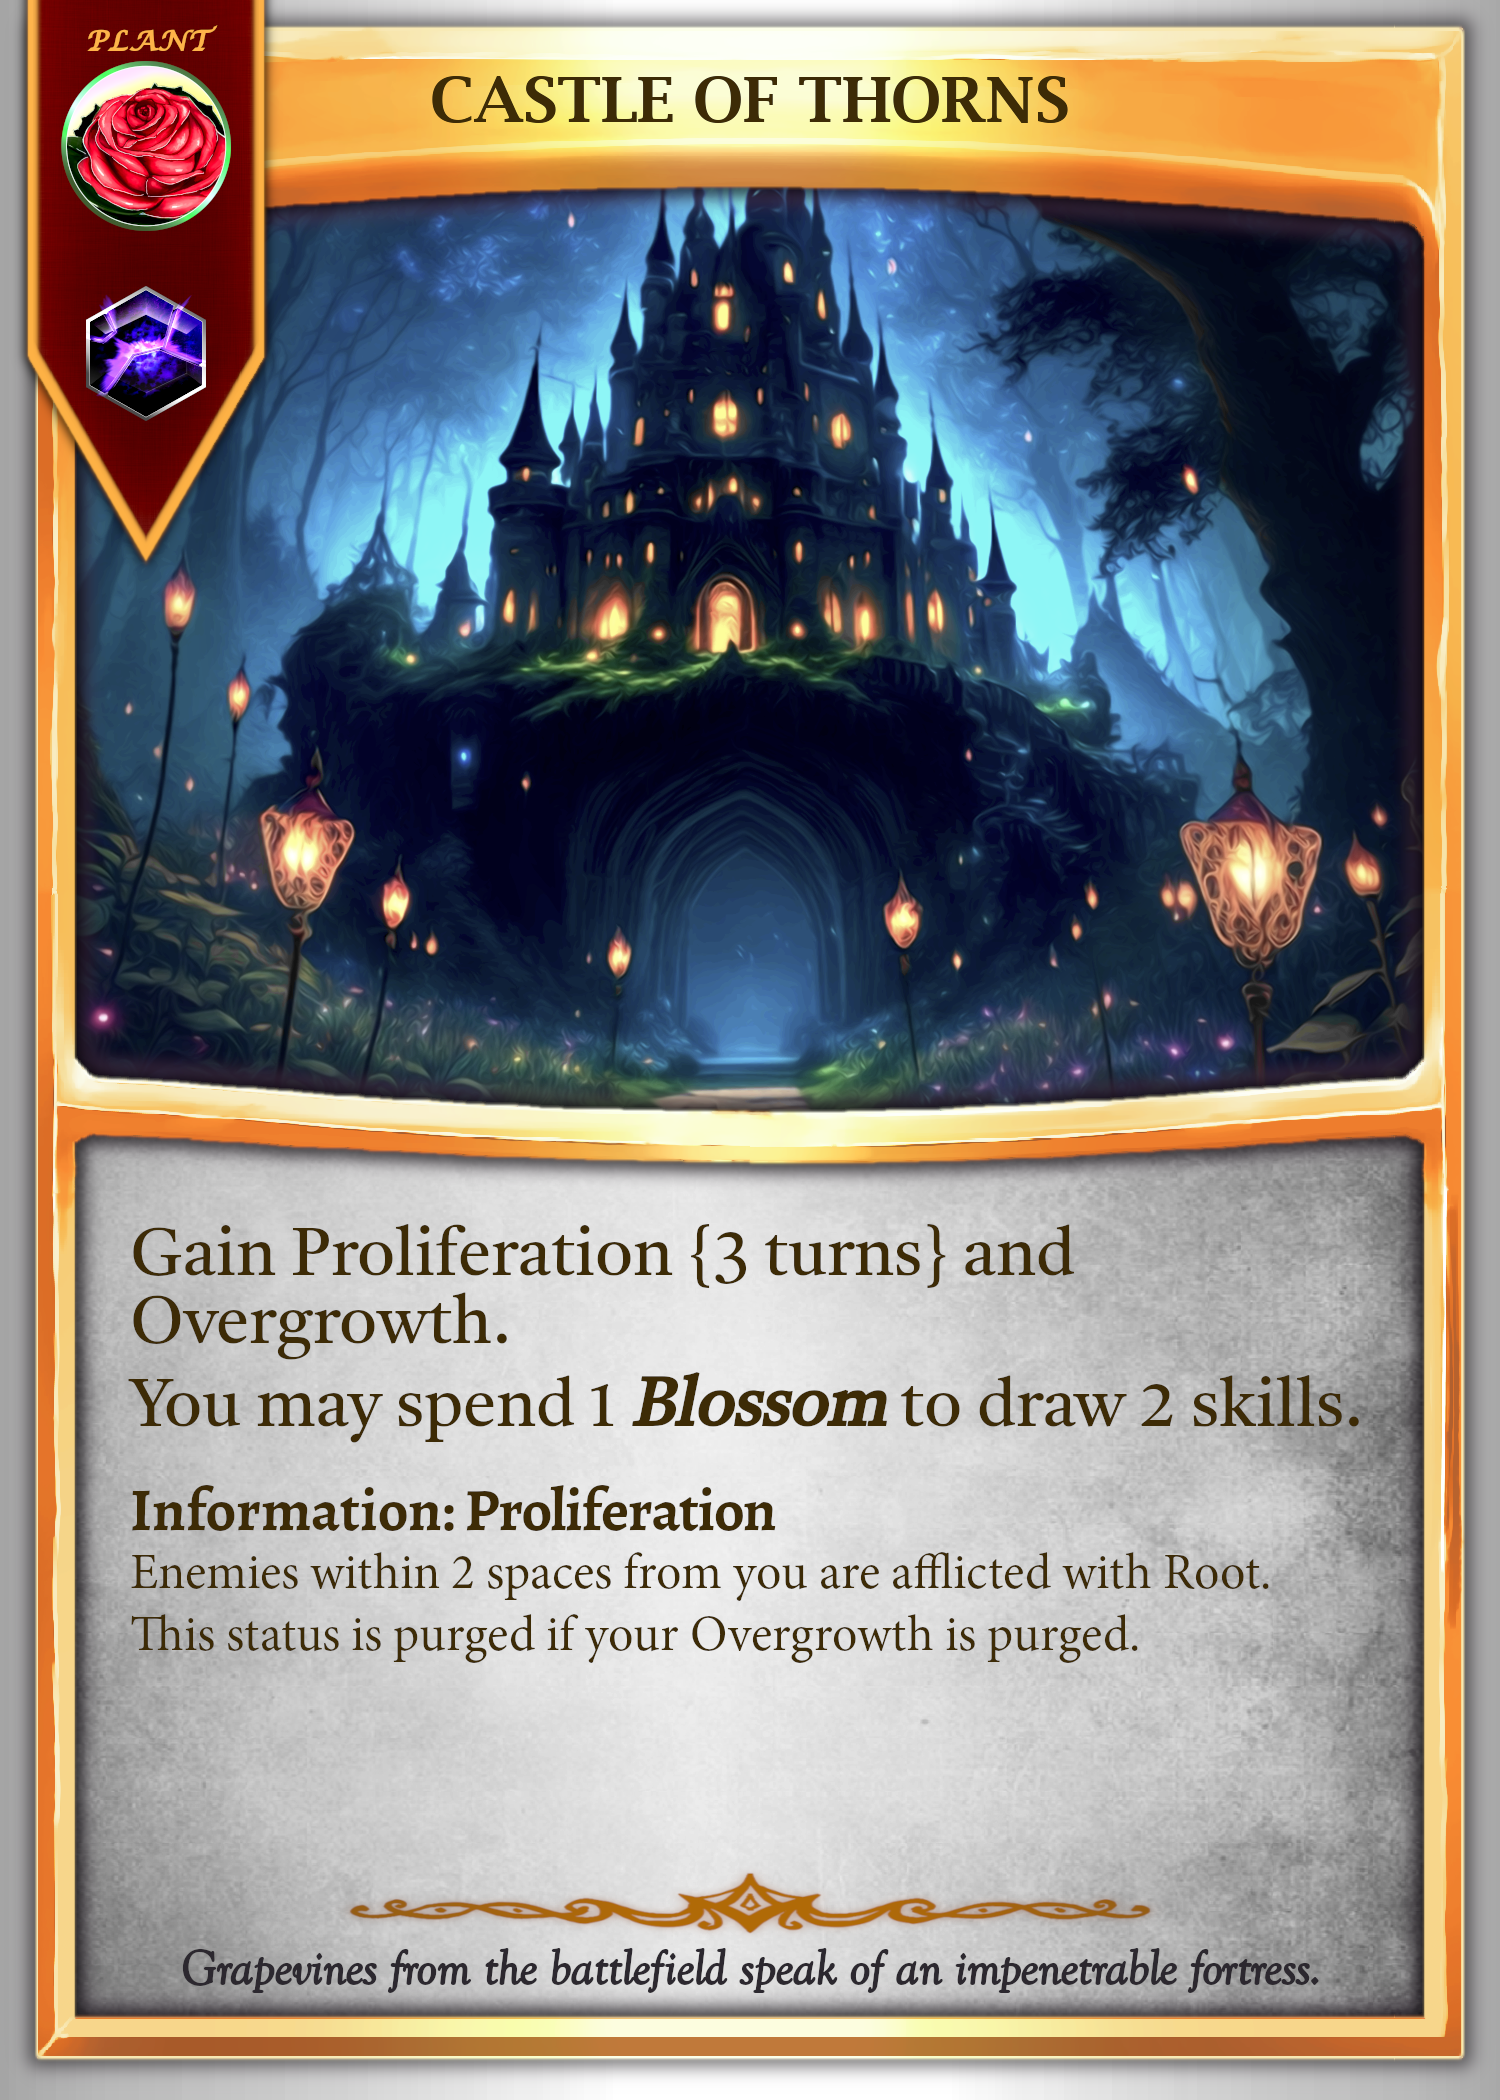 PLANT
CASTLE OF THORNS
Gain Proliferation {3 turns} and
Overgrowth.
You may spend 1 Blossom to draw 2 skills.
Information: Proliferation
Enemies within 2 spaces from you are afflicted with Root.
This status is purged if your Overgrowth is purged.
Grapevines from the battlefield speak of an impenetrable fortress.